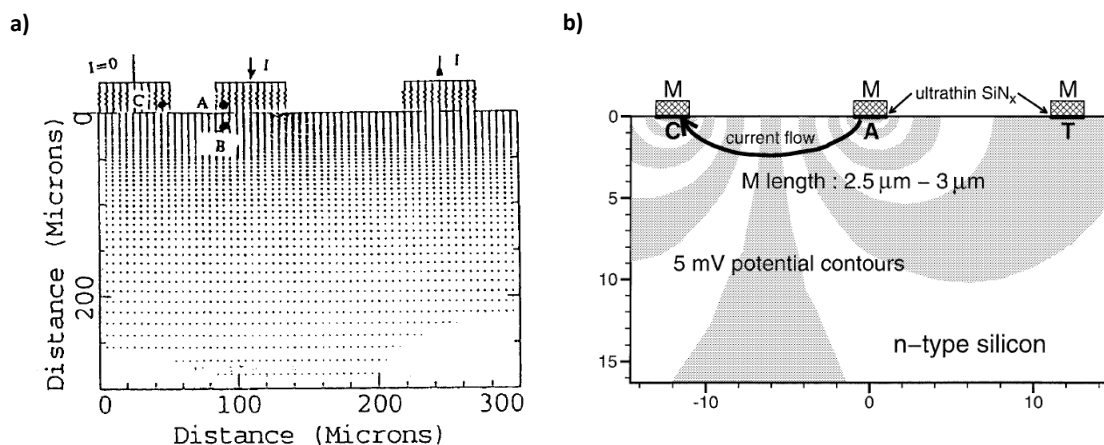 a)
I=0
I
I
C
A
B
0
200
Distance (Microns)
0
100
200
300
Distance (Microns)
b)
M
M
M
ultrathin SiNx
0
C
A
T
current flow
M length : 2.5 μm – 3 μm
5
5 mV potential contours
10
n–type silicon
15
-10
0
10